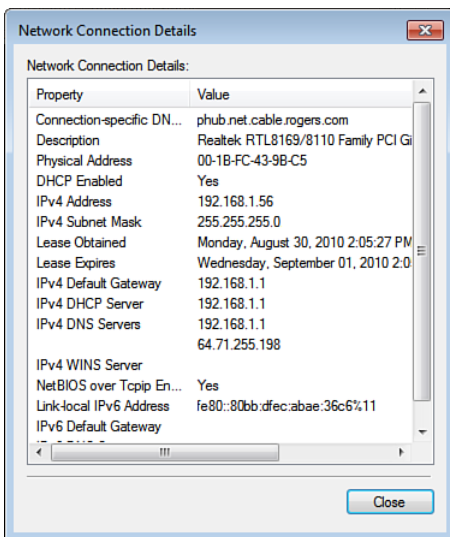 Network Connection Details
Network Connection Details:
Property Value
Connection-specific DN... phub.net.cable.rogers.com
Description Realtek RTL8169/8110 Family PCI Gi
Physical Address 00-1B-FC-43-9B-C5
DHCP Enabled Yes
IPv4 Address 192.168.1.56
IPv4 Subnet Mask 255.255.255.0
Lease Obtained Monday, August 30, 2010 2:05:27 PM
Lease Expires Wednesday, September 01, 2010 2:0
IPv4 Default Gateway 192.168.1.1
IPv4 DHCP Server 192.168.1.1
IPv4 DNS Servers 192.168.1.1
64.71.255.198
IPv4 WINS Server
NetBIOS over Tcpip En... Yes
Link-local IPv6 Address fe80::80bb:dfec:abae:36c6%11
IPv6 Default Gateway
Close